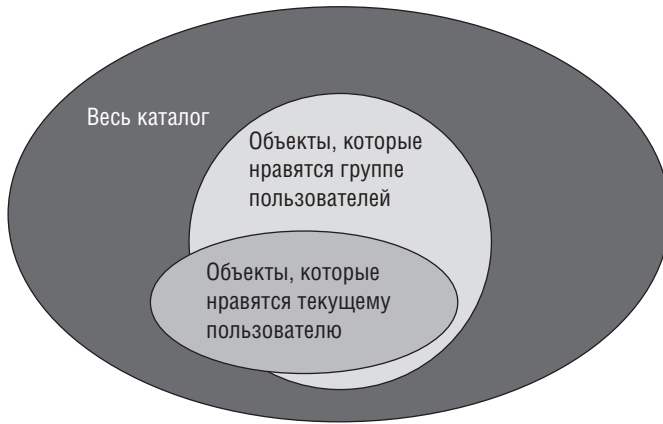 Весь каталог
Объекты, которые
нравятся группе
пользователей
Объекты, которые
нравятся текущему
пользователю